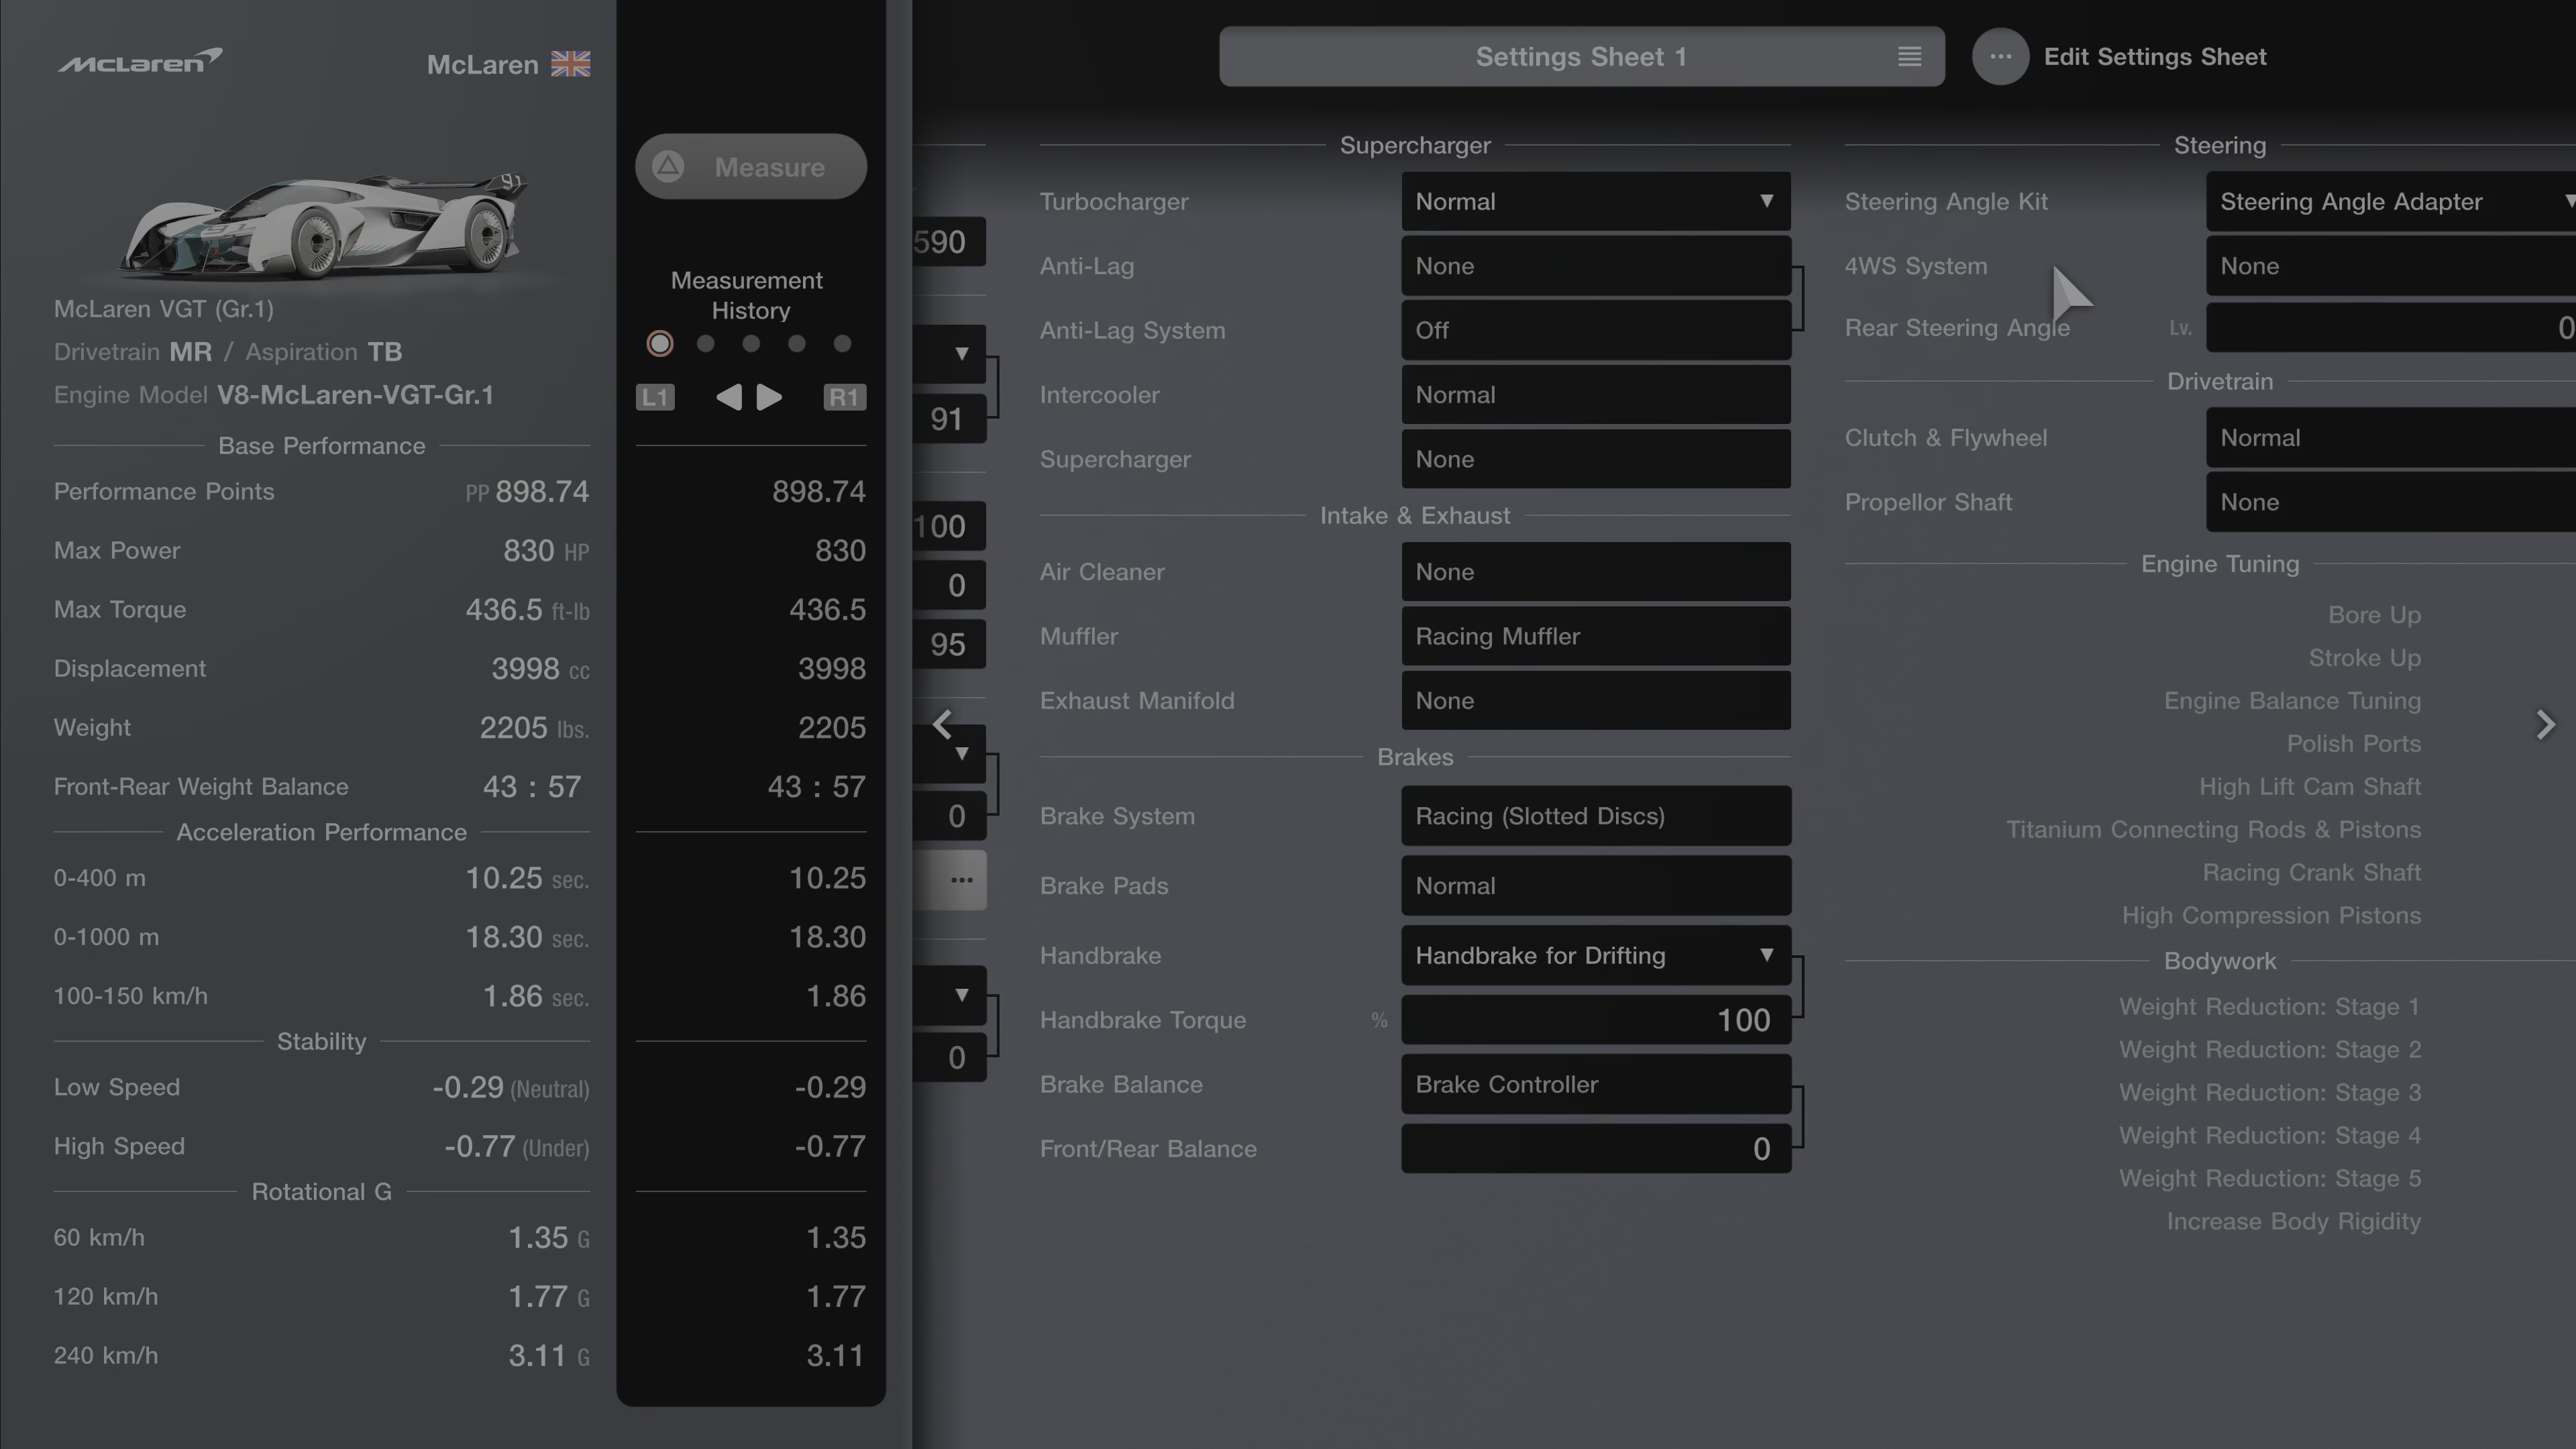 McLaren
McLaren
91
McLaren VGT (Gr.1)
Drivetrain MR / Aspiration TB
Engine Model V8-McLaren-VGT-Gr.1
Base Performance
Performance Points PP 898.74
Max Power 830 HP
Max Torque 436.5 ft-lb
Displacement 3998 cc
Weight 2205 lbs.
Front-Rear Weight Balance 43 : 57
Acceleration Performance
0-400 m 10.25 sec.
0-1000 m 18.30 sec.
100-150 km/h 1.86 sec.
Stability
Low Speed -0.29 (Neutral)
High Speed -0.77 (Under)
Rotational G
60 km/h 1.35 G
120 km/h 1.77 G
240 km/h 3.11 G
Measure
Measurement
History
L1 R1
898.74
830
436.5
3998
2205
43 : 57
10.25
18.30
1.86
-0.29
-0.77
1.35
1.77
3.11
590
91
100
0
95
0
0
Settings Sheet 1
Edit Settings Sheet
Supercharger
Turbocharger Normal
Anti-Lag None
Anti-Lag System Off
Intercooler Normal
Supercharger None
Intake & Exhaust
Air Cleaner None
Muffler Racing Muffler
Exhaust Manifold None
Brakes
Brake System Racing (Slotted Discs)
Brake Pads Normal
Handbrake Handbrake for Drifting
Handbrake Torque % 100
Brake Balance Brake Controller
Front/Rear Balance 0
Steering
Steering Angle Kit Steering Angle Adapter
4WS System None
Rear Steering Angle Lv. 0
Drivetrain
Clutch & Flywheel Normal
Propellor Shaft None
Engine Tuning
Bore Up
Stroke Up
Engine Balance Tuning
Polish Ports
High Lift Cam Shaft
Titanium Connecting Rods & Pistons
Racing Crank Shaft
High Compression Pistons
Bodywork
Weight Reduction: Stage 1
Weight Reduction: Stage 2
Weight Reduction: Stage 3
Weight Reduction: Stage 4
Weight Reduction: Stage 5
Increase Body Rigidity